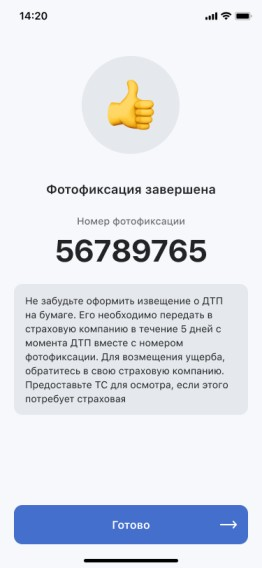 14:20
Фотофиксация завершена
Номер фотофиксации
56789765
Не забудьте оформить извещение о ДТП
на бумаге. Его необходимо передать в
страховую компанию в течение 5 дней с
момента ДТП вместе с номером
фотофиксации. Для возмещения ущерба,
обратитесь в свою страховую компанию.
Предоставьте ТС для осмотра, если этого
потребует страховая
Готово